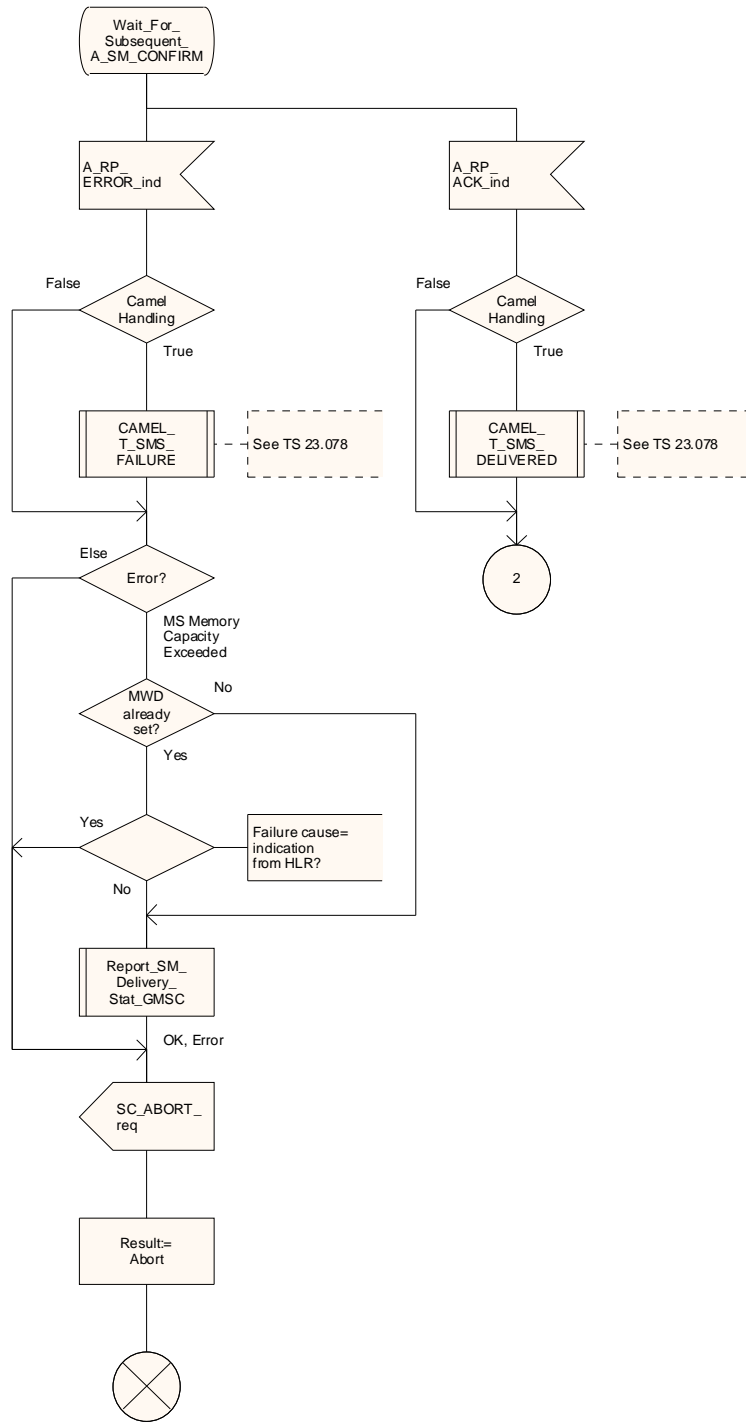 Wait_For_
Subsequent_
A_SM_CONFIRM
A_RP_
ERROR_ind
A_RP_
ACK_ind
False
Camel
Handling
True
False
Camel
Handling
True
CAMEL_
T_SMS_
FAILURE
See TS 23.078
CAMEL_
T_SMS_
DELIVERED
See TS 23.078
Else
Error?
2
MS Memory
Capacity
Exceeded
MWD
already
set?
No
Yes
Yes
Failure cause=
indication
from HLR?
No
Report_SM_
Delivery_
Stat_GMSC
OK, Error
SC_ABORT_
req
Result:=
Abort